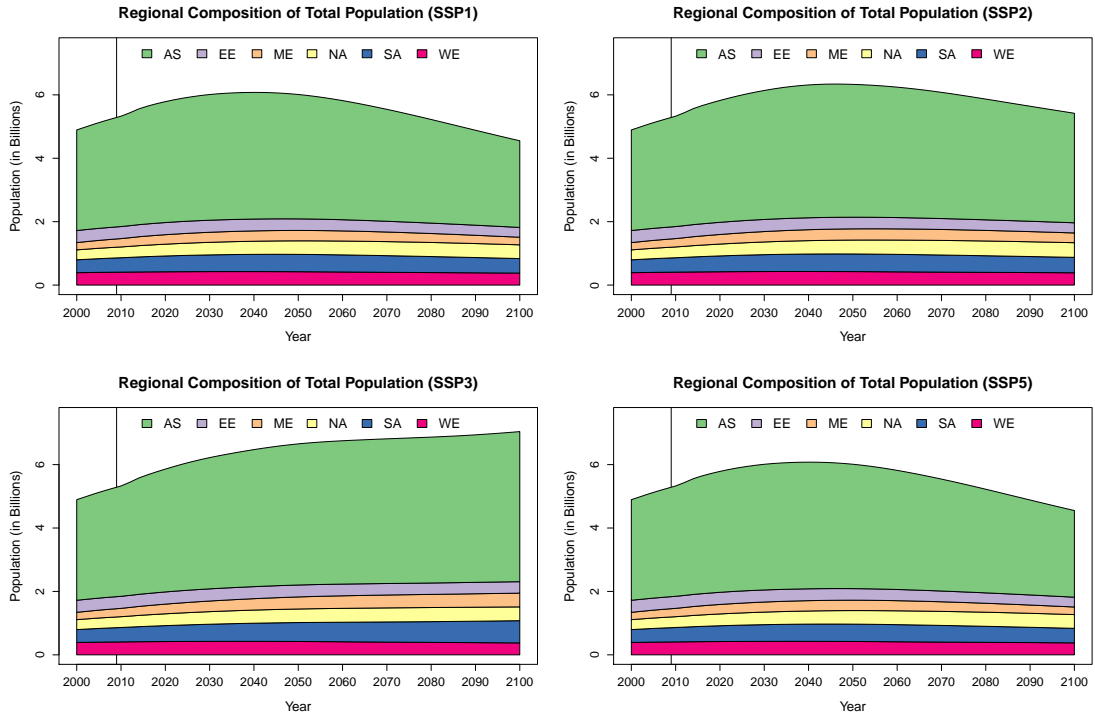 Regional Composition of Total Population (SSP1)
AS EE ME NA SA WE
Population (in Billions)
6
4
2
0
2000 2010 2020 2030 2040 2050 2060 2070 2080 2090 2100
Year
Regional Composition of Total Population (SSP2)
AS EE ME NA SA WE
Population (in Billions)
6
4
2
0
2000 2010 2020 2030 2040 2050 2060 2070 2080 2090 2100
Year
Regional Composition of Total Population (SSP3)
AS EE ME NA SA WE
Population (in Billions)
6
4
2
0
2000 2010 2020 2030 2040 2050 2060 2070 2080 2090 2100
Year
Regional Composition of Total Population (SSP5)
AS EE ME NA SA WE
Population (in Billions)
6
4
2
0
2000 2010 2020 2030 2040 2050 2060 2070 2080 2090 2100
Year